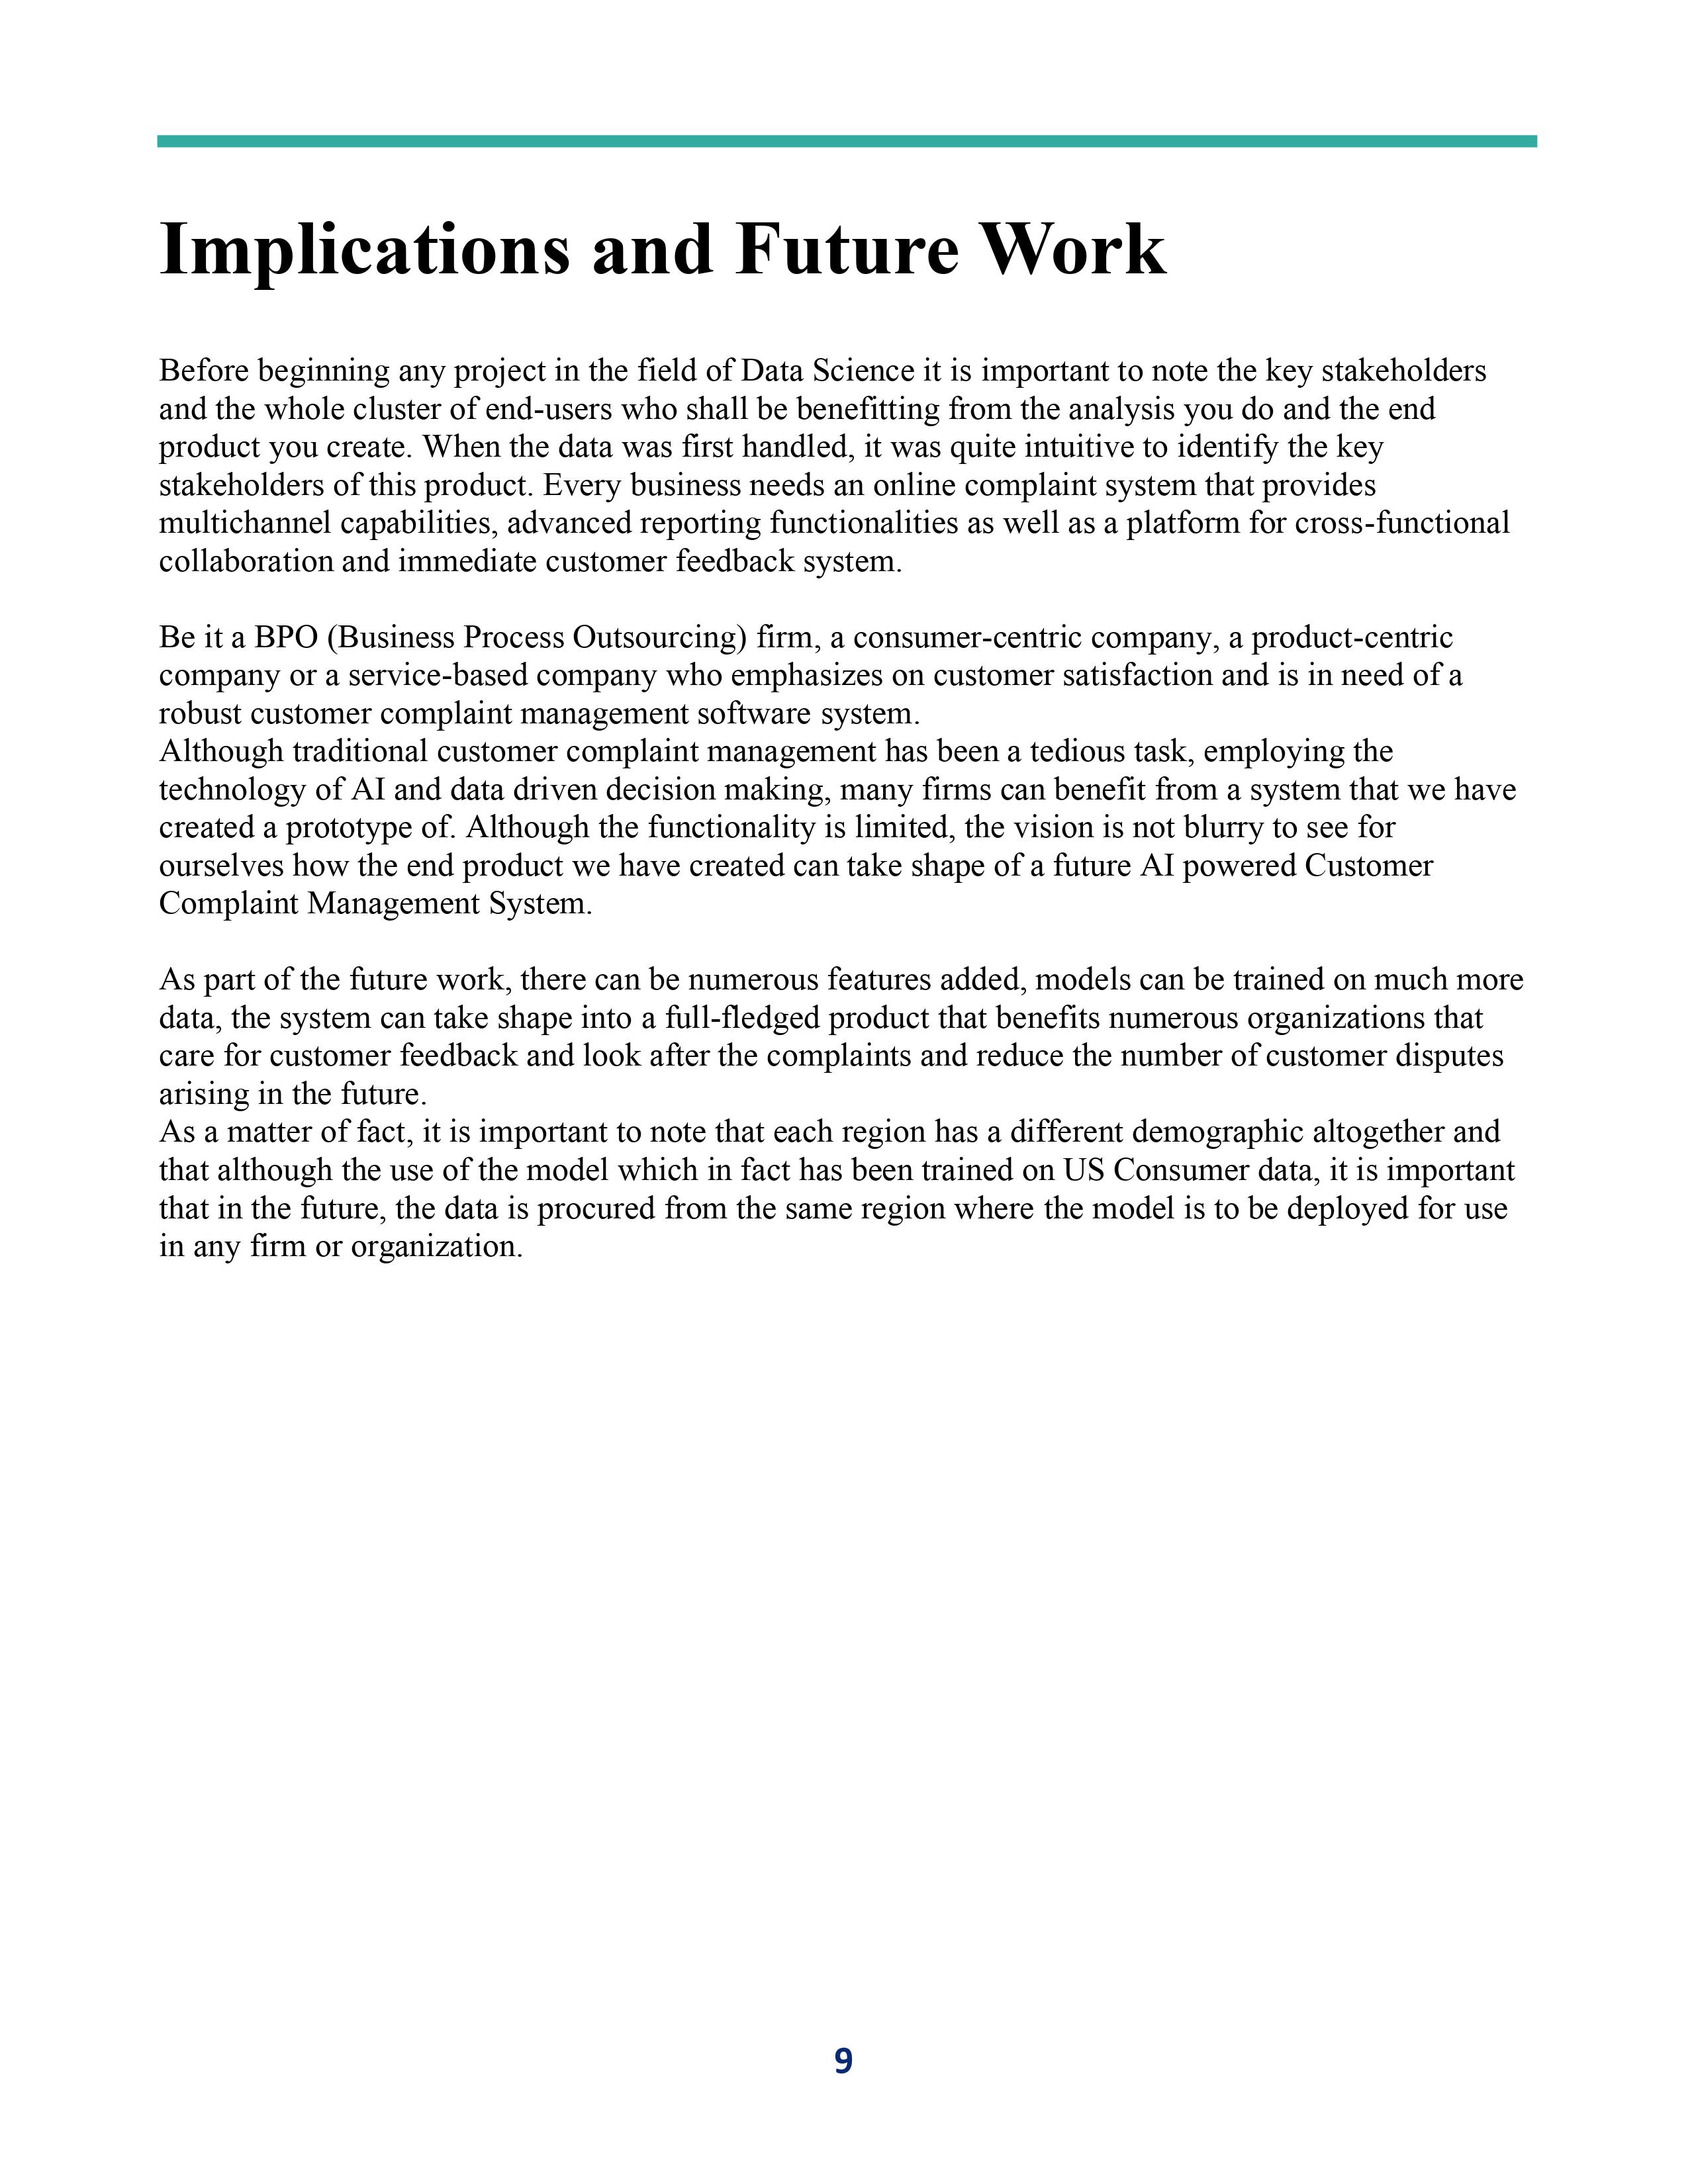 Implications and Future Work
Before beginning any project in the field of Data Science it is important to note the key stakeholders
and the whole cluster of end-users who shall be benefitting from the analysis you do and the end
product you create. When the data was first handled, it was quite intuitive to identify the key
stakeholders of this product. Every business needs an online complaint system that provides
multichannel capabilities, advanced reporting functionalities as well as a platform for cross-functional
collaboration and immediate customer feedback system.
Be it a BPO (Business Process Outsourcing) firm, a consumer-centric company, a product-centric
company or a service-based company who emphasizes on customer satisfaction and is in need of a
robust customer complaint management software system.
Although traditional customer complaint management has been a tedious task, employing the
technology of AI and data driven decision making, many firms can benefit from a system that we have
created a prototype of. Although the functionality is limited, the vision is not blurry to see for
ourselves how the end product we have created can take shape of a future AI powered Customer
Complaint Management System.
As part of the future work, there can be numerous features added, models can be trained on much more
data, the system can take shape into a full-fledged product that benefits numerous organizations that
care for customer feedback and look after the complaints and reduce the number of customer disputes
arising in the future.
As a matter of fact, it is important to note that each region has a different demographic altogether and
that although the use of the model which in fact has been trained on US Consumer data, it is important
that in the future, the data is procured from the same region where the model is to be deployed for use
in any firm or organization.
9